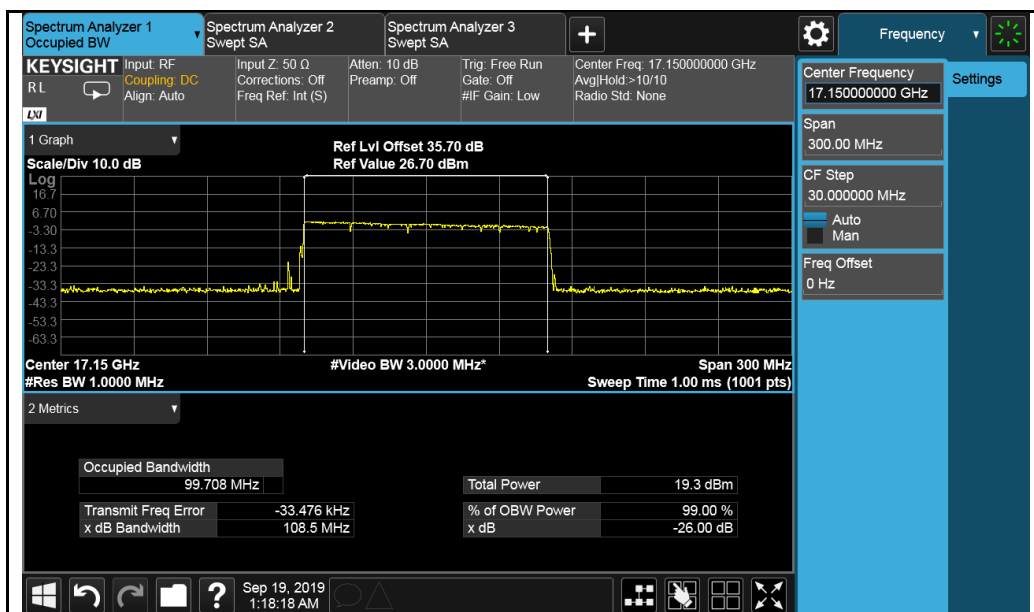 Spectrum Analyzer 1
Occupied BW
Spectrum Analyzer 2
Swept SA
Spectrum Analyzer 3
Swept SA
Frequency
KEYSIGHT
RL
LXI
Input: RF
Coupling: DC
Align: Auto
Input Z: 50 Ω
Corrections: Off
Freq Ref: Int (S)
Atten: 10 dB
Preamp: Off
Trig: Free Run
Gate: Off
#IF Gain: Low
Center Freq: 17.150000000 GHz
Avg|Hold:>10/10
Radio Std: None
Center Frequency
17.150000000 GHz
Settings
Span
300.00 MHz
CF Step
30.000000 MHz
Auto
Man
Freq Offset
0 Hz
1 Graph
Scale/Div 10.0 dB
Ref Lvl Offset 35.70 dB
Ref Value 26.70 dBm
Log
16.7
6.70
-3.30
-13.3
-23.3
-33.3
-43.3
-53.3
-63.3
Center 17.15 GHz
#Video BW 3.0000 MHz*
Span 300 MHz
#Res BW 1.0000 MHz
Sweep Time 1.00 ms (1001 pts)
2 Metrics
Occupied Bandwidth
99.708 MHz
Total Power 19.3 dBm
Transmit Freq Error -33.476 kHz
% of OBW Power 99.00 %
x dB Bandwidth 108.5 MHz
x dB -26.00 dB
?
Sep 19, 2019
1:18:18 AM